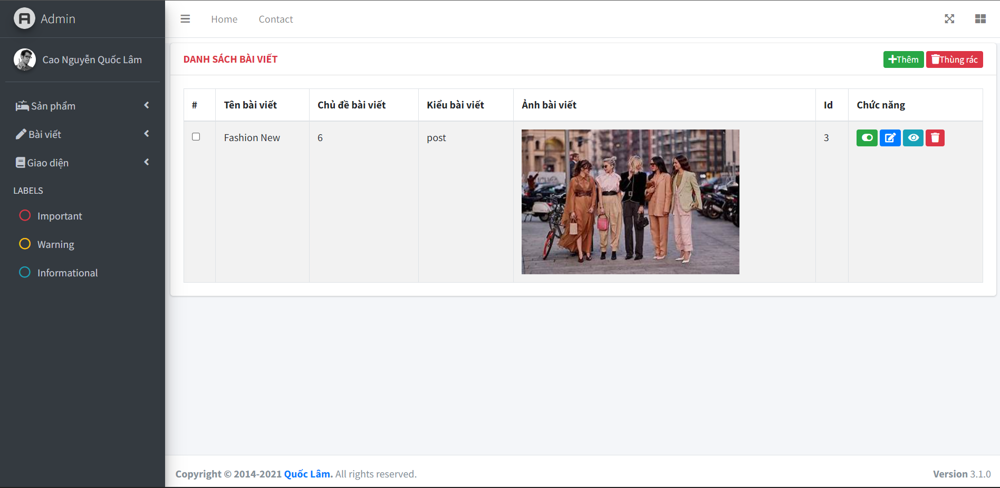 Admin
Home Contact
Cao Nguyễn Quốc Lâm
Sản phẩm
Bài viết
Giao diện
LABELS
Important
Warning
Informational
DANH SÁCH BÀI VIẾT
Thêm Thùng rác
# Tên bài viết Chủ đề bài viết Kiểu bài viết Ảnh bài viết Id Chức năng
Fashion New 6 post 3
Copyright © 2014-2021 Quốc Lâm. All rights reserved.
Version 3.1.0